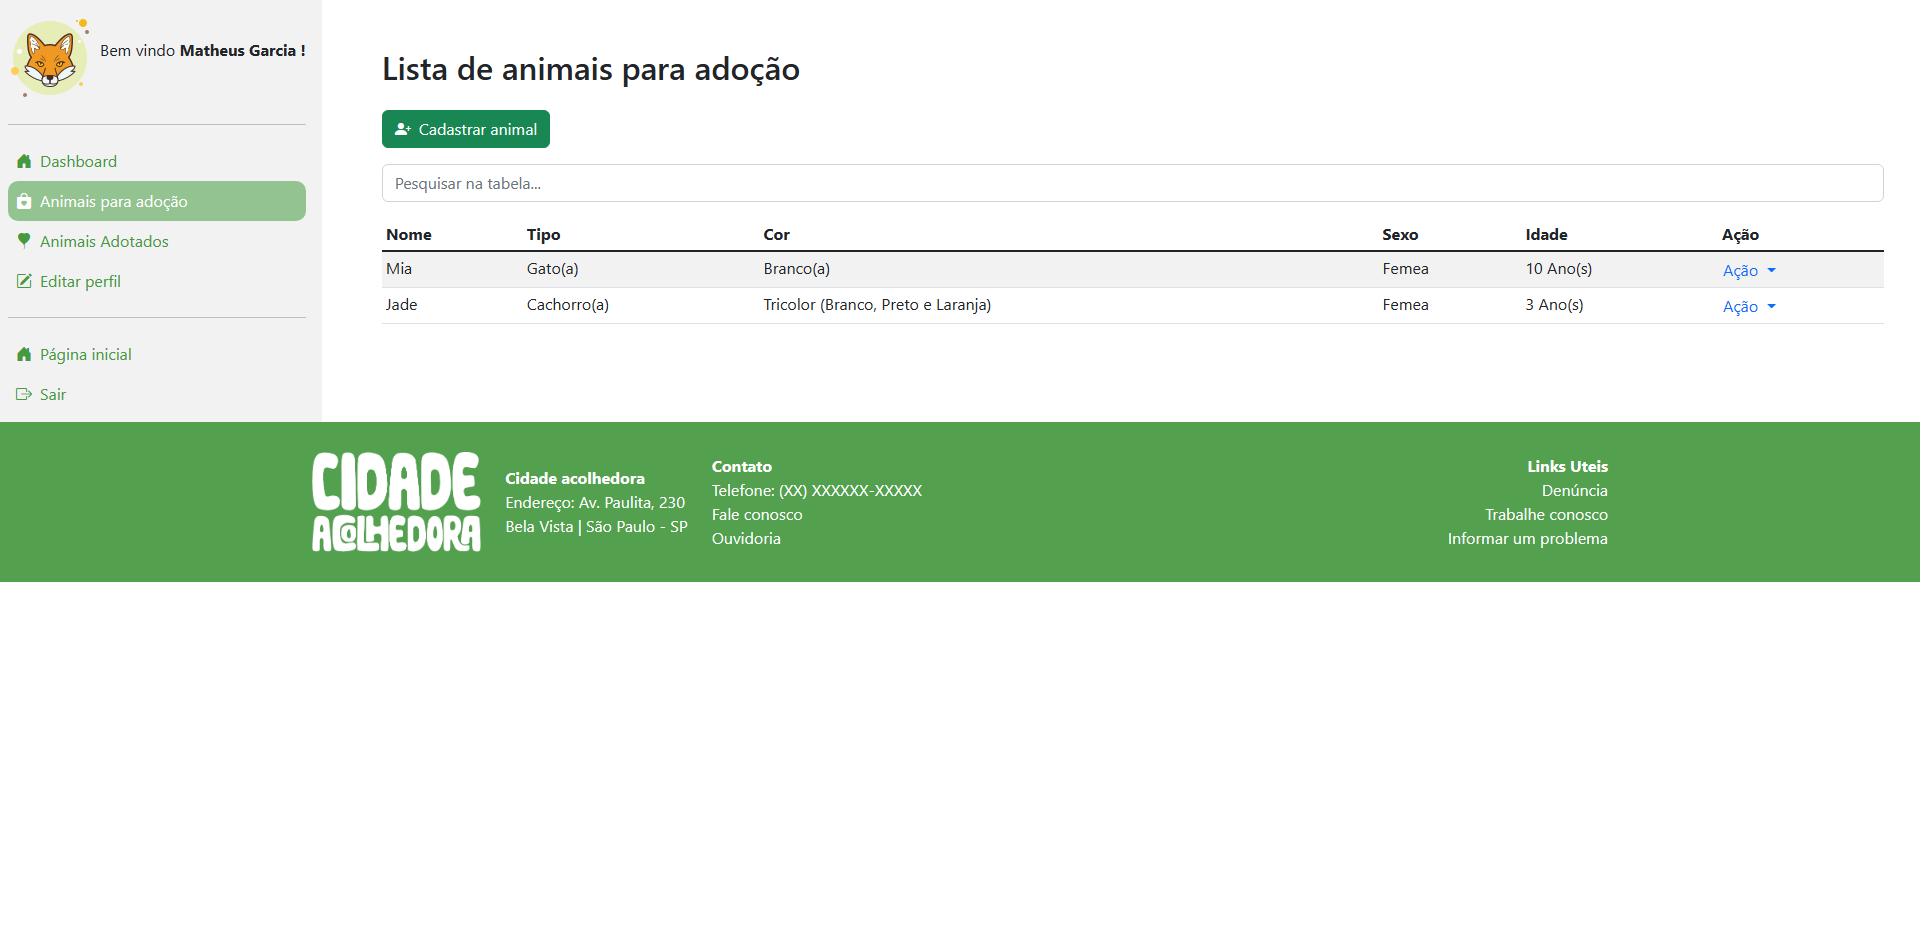 Bem vindo Matheus Garcia !
Dashboard
Animais para adoção
Animais Adotados
Editar perfil
Página inicial
Sair
Lista de animais para adoção
Cadastrar animal
Pesquisar na tabela...
Nome Tipo Cor Sexo Idade Ação
Mia Gato(a) Branco(a) Femea 10 Ano(s) Ação
Jade Cachorro(a) Tricolor (Branco, Preto e Laranja) Femea 3 Ano(s) Ação
CIDADE
ACOLHEDORA
Cidade acolhedora
Endereço: Av. Paulita, 230
Bela Vista | São Paulo - SP
Contato
Telefone: (XX) XXXXXX-XXXXX
Fale conosco
Ouvidoria
Links Uteis
Denúncia
Trabalhe conosco
Informar um problema